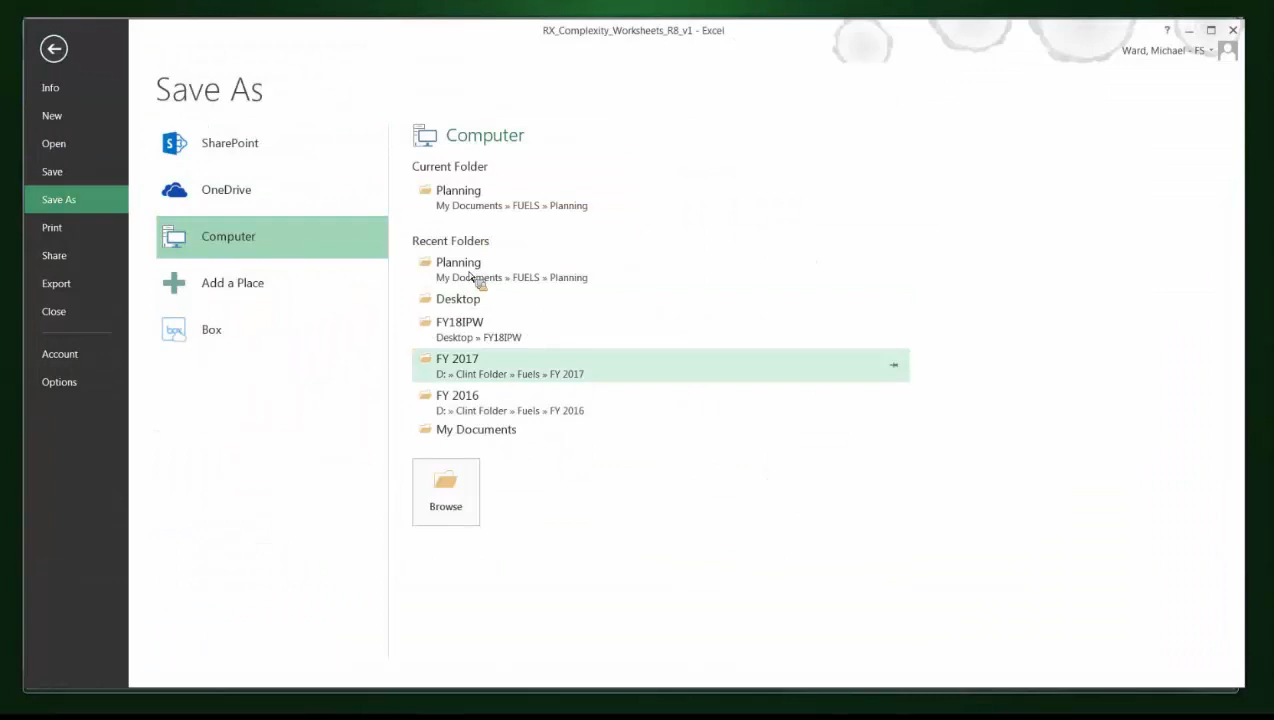 RX_Complexity_Worksheets_R8_v1 - Excel
?
Ward, Michael - FS
Info
New
Open
Save
Save As
Print
Share
Export
Close
Account
Options
Save As
SharePoint
OneDrive
Computer
Add a Place
Box
Computer
Current Folder
Planning
My Documents » FUELS » Planning
Recent Folders
Planning
My Documents » FUELS » Planning
Desktop
FY18IPW
Desktop » FY18IPW
FY 2017
D: » Clint Folder » Fuels » FY 2017
FY 2016
D: » Clint Folder » Fuels » FY 2016
My Documents
Browse